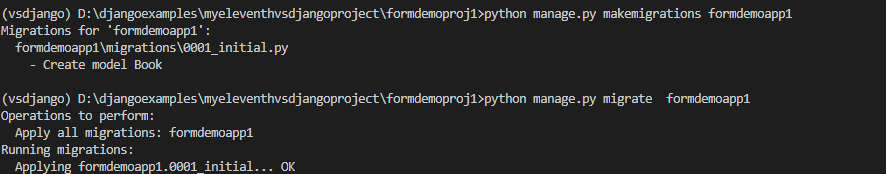 (vsdjango) D:\djangoexamples\myeleventhvsdjangoproject\formdemoproj1>python manage.py makemigrations formdemoapp1
Migrations for 'formdemoapp1':
  formdemoapp1\migrations\0001_initial.py
    - Create model Book
(vsdjango) D:\djangoexamples\myeleventhvsdjangoproject\formdemoproj1>python manage.py migrate  formdemoapp1
Operations to perform:
  Apply all migrations: formdemoapp1
Running migrations:
  Applying formdemoapp1.0001_initial... OK